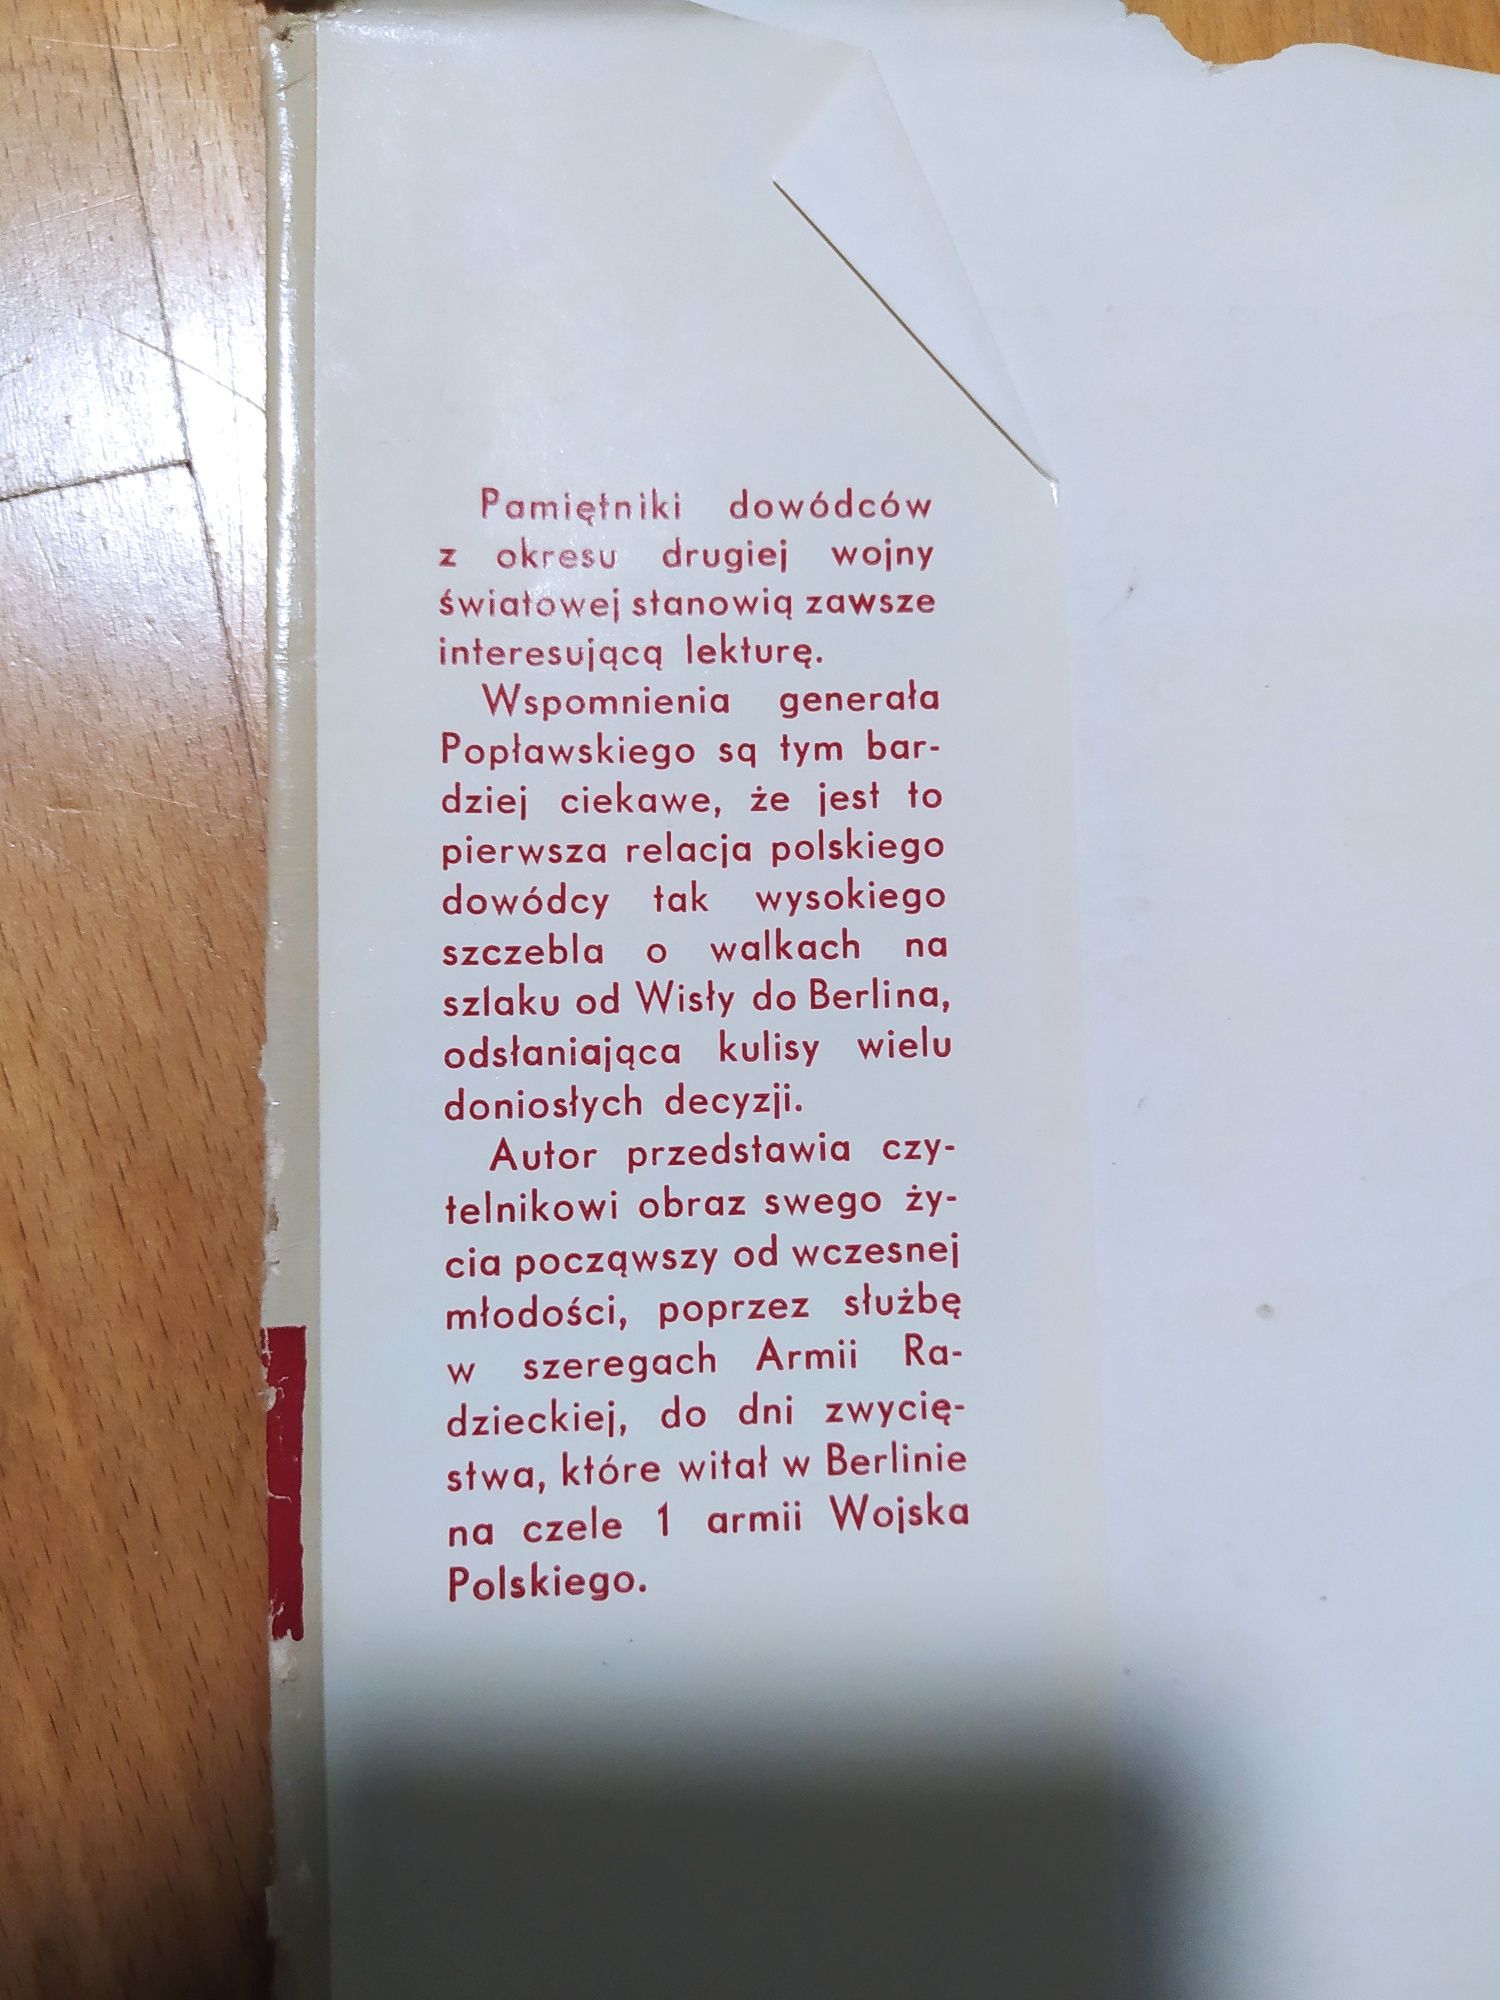 Pamiętniki dowódców
z okresu drugiej wojny
światowej stanowią zawsze
interesującą lekturę.
Wspomnienia generała
Popławskiego są tym bar-
dziej ciekawe, że jest to
pierwsza relacja polskiego
dowódcy tak wysokiego
szczebla o walkach na
szlaku od Wisły do Berlina,
odsłaniająca kulisy wielu
doniosłych decyzji.
Autor przedstawia czy-
telnikowi obraz swego ży-
cia począwszy od wczesnej
młodości, poprzez służbę
w szeregach Armii Ra-
dzieckiej, do dni zwycię-
stwa, które witał w Berlinie
na czele 1 armii Wojska
Polskiego.